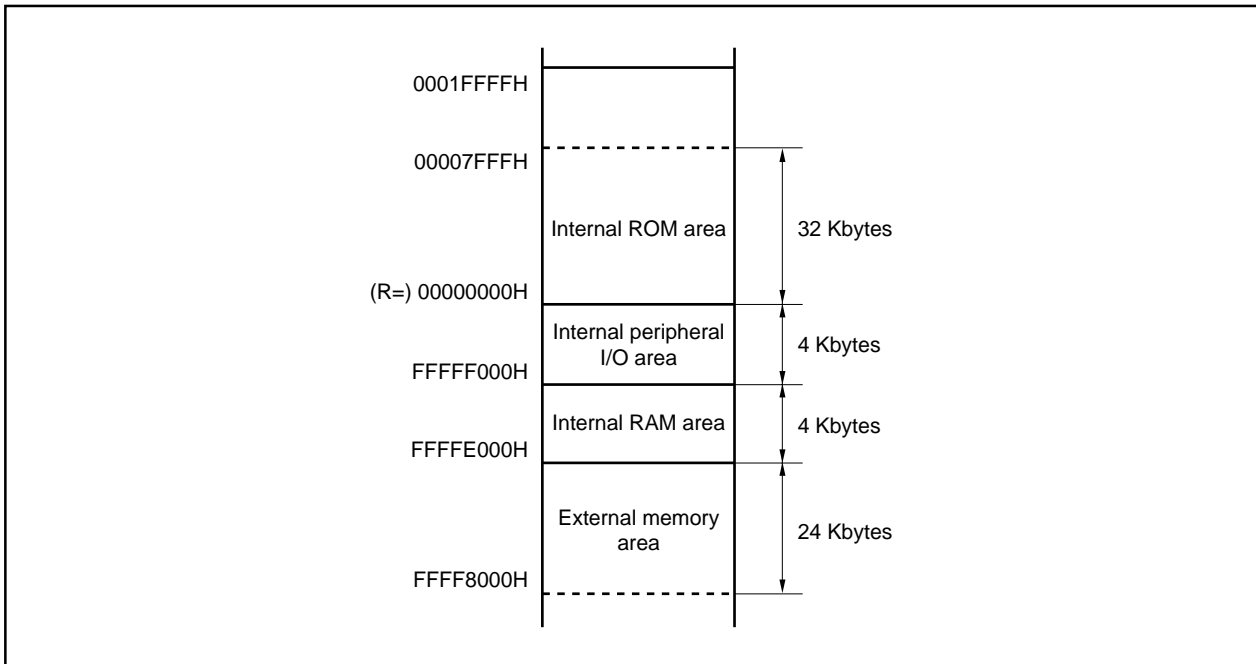 0001FFFFH
00007FFFH
Internal ROM area
32 Kbytes
(R=) 00000000H
Internal peripheral
I/O area
4 Kbytes
FFFFF000H
Internal RAM area
4 Kbytes
FFFFE000H
External memory
area
24 Kbytes
FFFF8000H